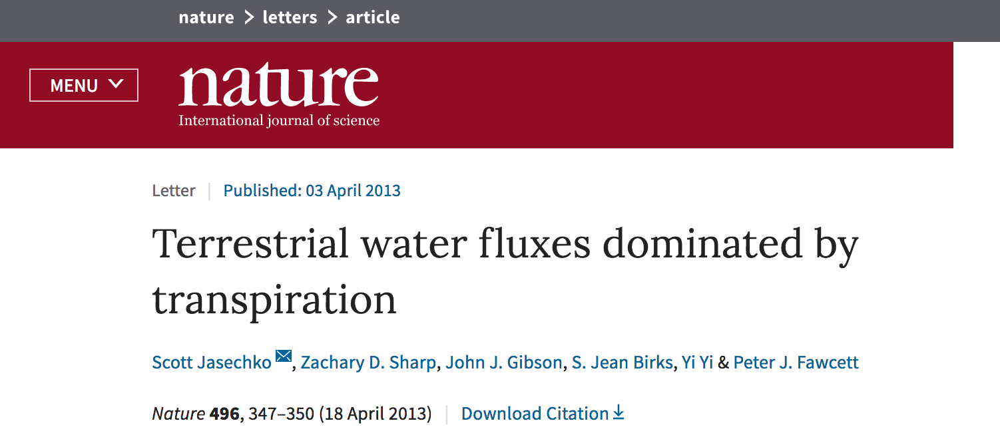 nature > letters > article
MENU
nature
International journal of science
Letter | Published: 03 April 2013
Terrestrial water fluxes dominated by
transpiration
Scott Jasechko, Zachary D. Sharp, John J. Gibson, S. Jean Birks, Yi Yi & Peter J. Fawcett
Nature 496, 347–350 (18 April 2013) | Download Citation